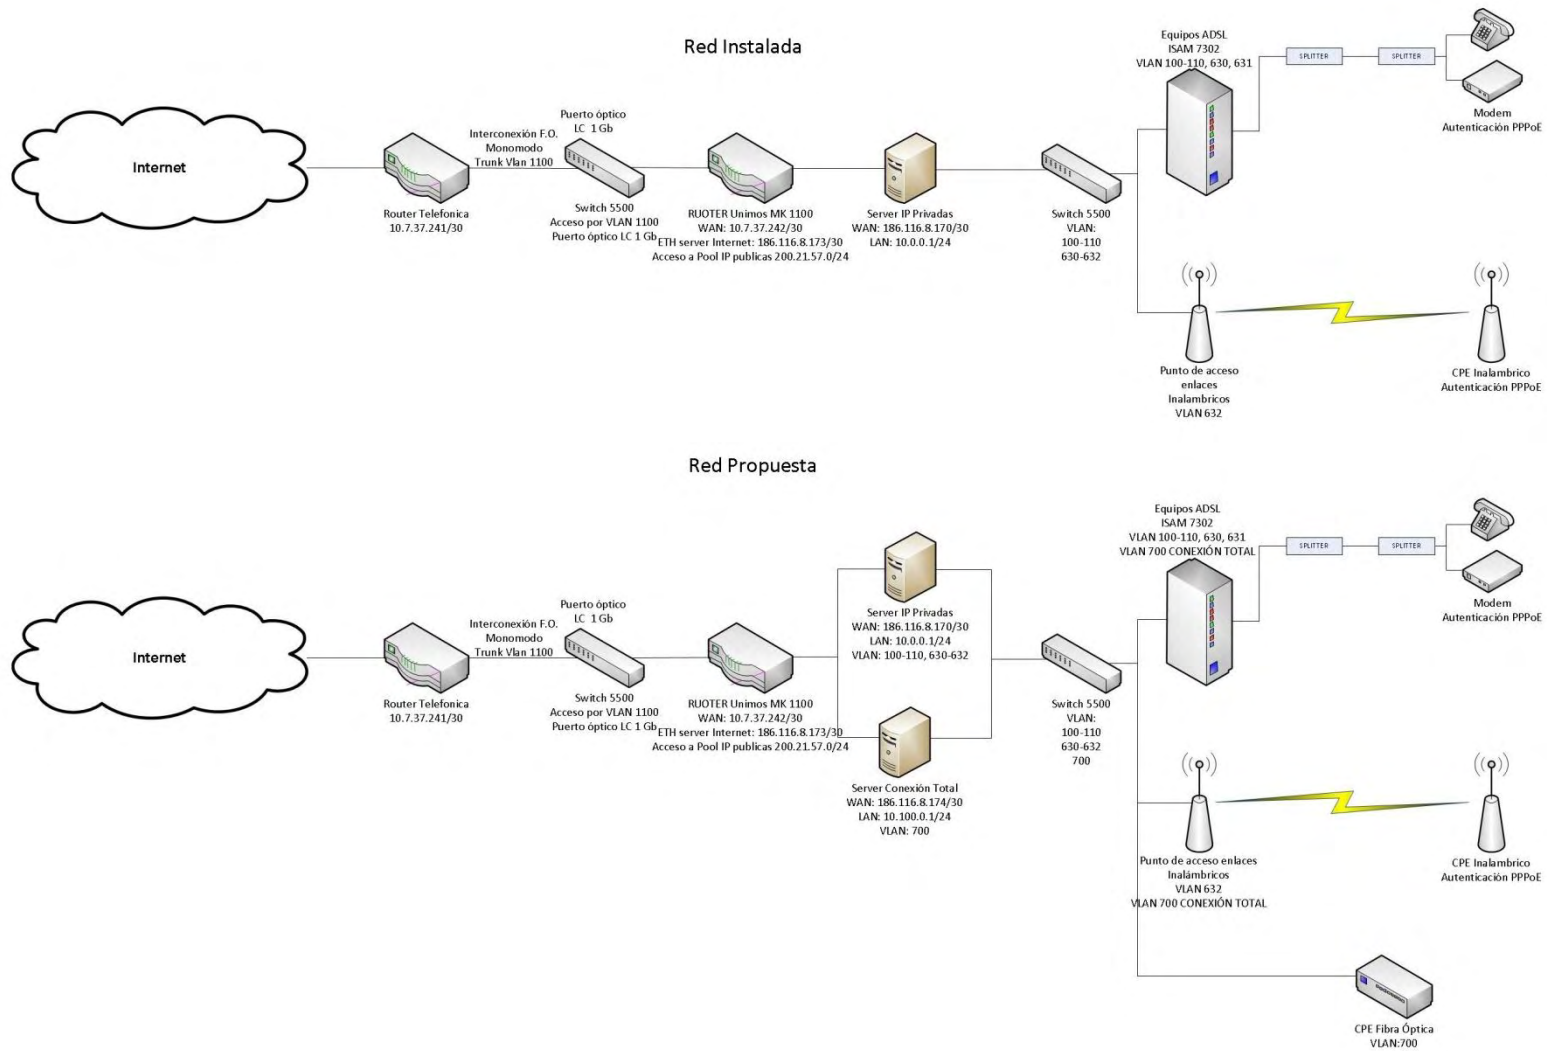 Red Instalada
Internet
Router Telefonica
10.7.37.241/30
Interconexión F.O.
Monomodo
Trunk Vlan 1100
Puerto óptico
LC 1 Gb
Switch 5500
Acceso por VLAN 1100
Puerto óptico LC 1 Gb
RUOTER Unimos MK 1100
WAN: 10.7.37.242/30
ETH server Internet: 186.116.8.173/30
Acceso a Pool IP publicas 200.21.57.0/24
Server IP Privadas
WAN: 186.116.8.170/30
LAN: 10.0.0.1/24
Switch 5500
VLAN:
100-110
630-632
Equipos ADSL
ISAM 7302
VLAN 100-110, 630, 631
SPLITTER
SPLITTER
Modem
Autenticación PPPoE
Punto de acceso
enlaces
Inalambricos
VLAN 632
CPE Inalambrico
Autenticación PPPoE
Red Propuesta
Internet
Router Telefonica
10.7.37.241/30
Interconexión F.O.
Monomodo
Trunk Vlan 1100
Puerto óptico
LC 1 Gb
Switch 5500
Acceso por VLAN 1100
Puerto óptico LC 1 Gb
RUOTER Unimos MK 1100
WAN: 10.7.37.242/30
ETH server Internet: 186.116.8.173/30
Acceso a Pool IP publicas 200.21.57.0/24
Server IP Privadas
WAN: 186.116.8.170/30
LAN: 10.0.0.1/24
VLAN: 100-110, 630-632
Server Conexión Total
WAN: 186.116.8.174/30
LAN: 10.100.0.1/24
VLAN: 700
Switch 5500
VLAN:
100-110
630-632
700
Equipos ADSL
ISAM 7302
VLAN 100-110, 630, 631
VLAN 700 CONEXIÓN TOTAL
SPLITTER
SPLITTER
Modem
Autenticación PPPoE
Punto de acceso enlaces
Inalámbricos
VLAN 632
VLAN 700 CONEXIÓN TOTAL
CPE Inalambrico
Autenticación PPPoE
CPE Fibra Óptica
VLAN:700